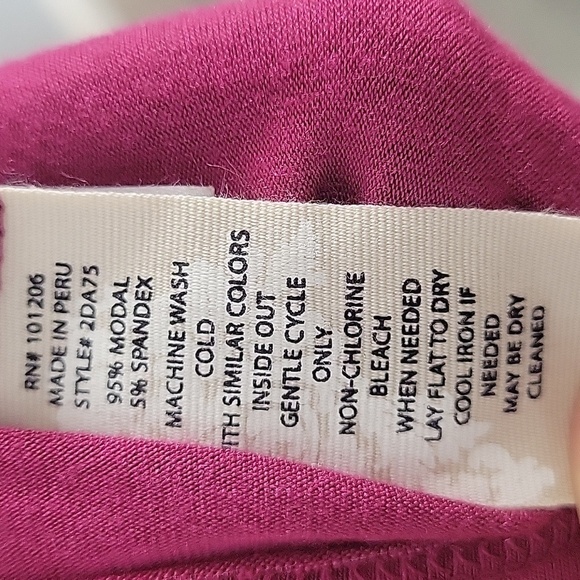 RN# 101206
MADE IN PERU
STYLE# 2DA75
95% MODAL
5% SPANDEX
MACHINE WASH
COLD
ITH SIMILAR COLORS
INSIDE OUT
GENTLE CYCLE
ONLY
NON-CHLORINE
BLEACH
WHEN NEEDED
LAY FLAT TO DRY
COOL IRON IF
NEEDED
MAY BE DRY
CLEANED